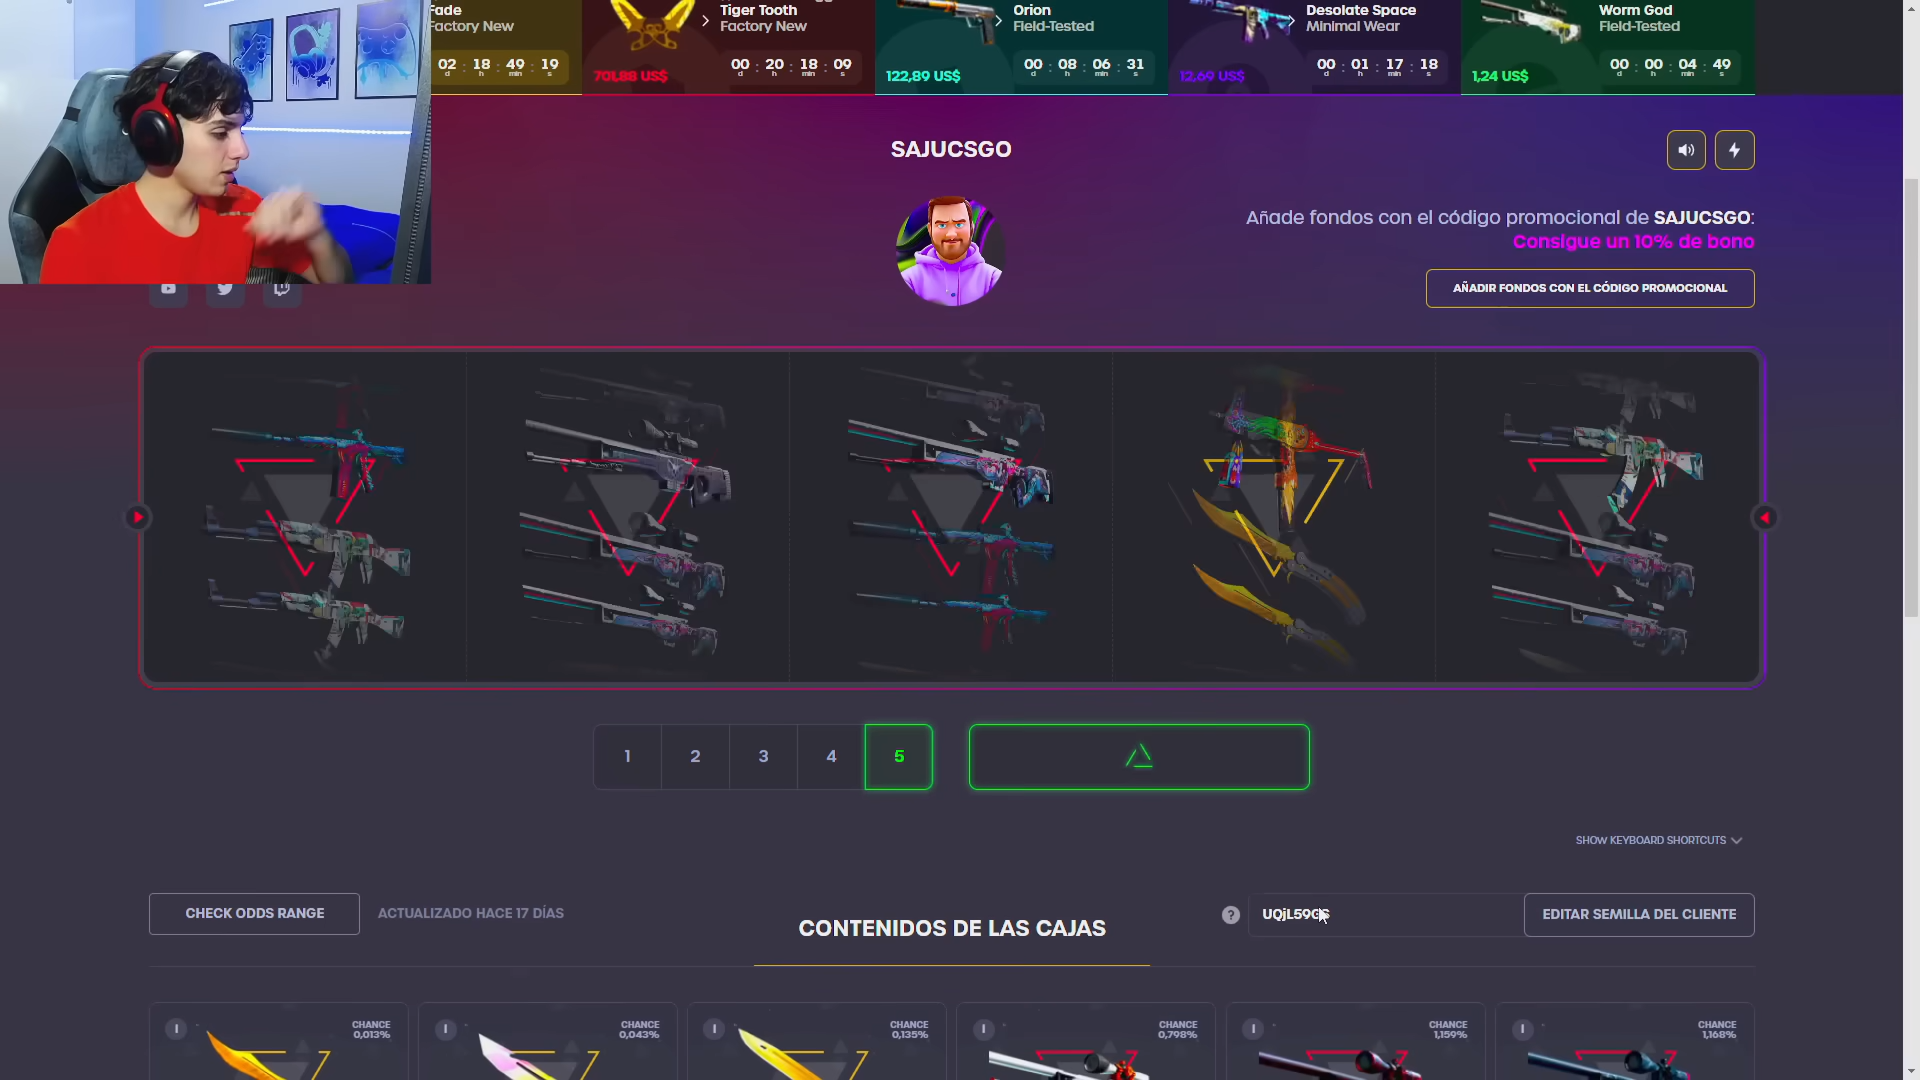 Fade
Factory New
02 : 18 : 49 : 19
d h min s
Tiger Tooth
Factory New
701,88 US$
00 : 20 : 18 : 09
d h min s
Orion
Field-Tested
122,89 US$
00 : 08 : 06 : 31
d h min s
Desolate Space
Minimal Wear
12,69 US$
00 : 01 : 17 : 18
d h min s
Worm God
Field-Tested
1,24 US$
00 : 00 : 04 : 49
d h min s
SAJUCSGO
Añade fondos con el código promocional de SAJUCSGO:
Consigue un 10% de bono
AÑADIR FONDOS CON EL CÓDIGO PROMOCIONAL
1 2 3 4 5
SHOW KEYBOARD SHORTCUTS
CHECK ODDS RANGE
ACTUALIZADO HACE 17 DÍAS
CONTENIDOS DE LAS CAJAS
?
EDITAR SEMILLA DEL CLIENTE
I
CHANCE
0,013%
I
CHANCE
0,043%
I
CHANCE
0,135%
I
CHANCE
0,798%
I
CHANCE
1,159%
I
CHANCE
1,168%